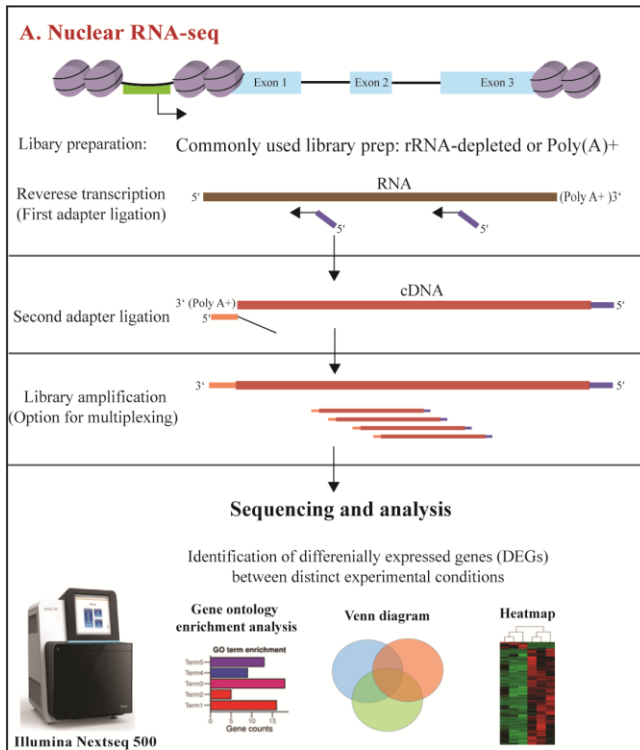 A. Nuclear RNA-seq
Exon 1
Exon 2
Exon 3
Libary preparation:
Commonly used library prep: rRNA-depleted or Poly(A)+
Reverese transcription
(First adapter ligation)
RNA
5'
(Poly A+)3'
5'
5'
cDNA
3' (Poly A+)
5'
5'
Second adapter ligation
Library amplification
(Option for multiplexing)
3'
5'
Sequencing and analysis
Identification of differenially expressed genes (DEGs)
between distinct experimental conditions
Gene ontology
enrichment analysis
Venn diagram
Heatmap
GO term enrichment
Term5
Term4
Term3
Term2
Term1
0 5 10 15
Gene counts
Illumina Nextseq 500